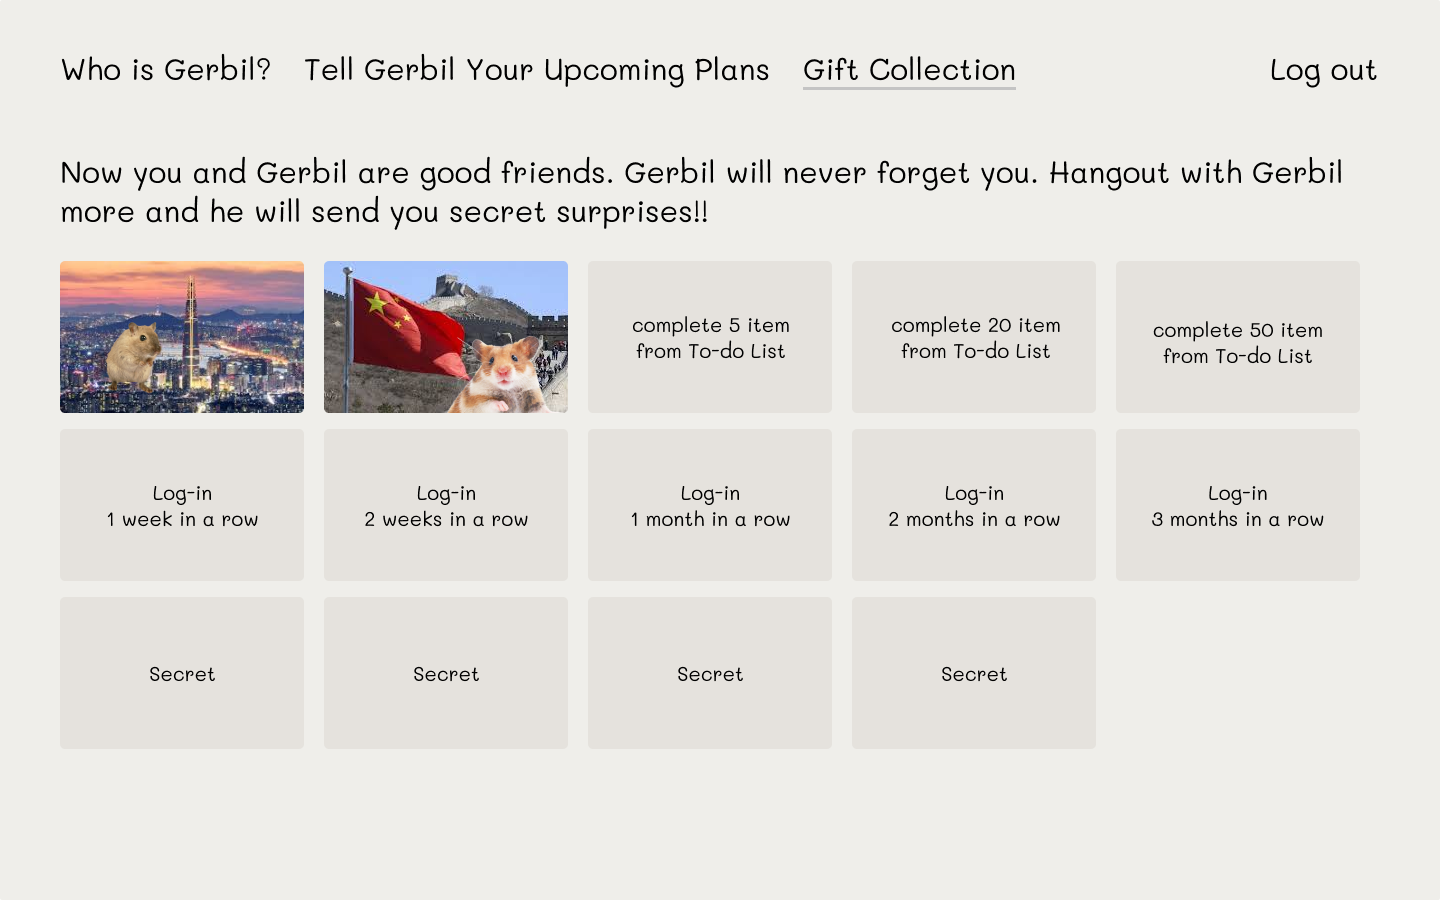 Who is Gerbil? Tell Gerbil Your Upcoming Plans Gift Collection Log out
Now you and Gerbil are good friends. Gerbil will never forget you. Hangout with Gerbil
more and he will send you secret surprises!!
complete 5 item
from To-do List
complete 20 item
from To-do List
complete 50 item
from To-do List
Log-in
1 week in a row
Log-in
2 weeks in a row
Log-in
1 month in a row
Log-in
2 months in a row
Log-in
3 months in a row
Secret
Secret
Secret
Secret